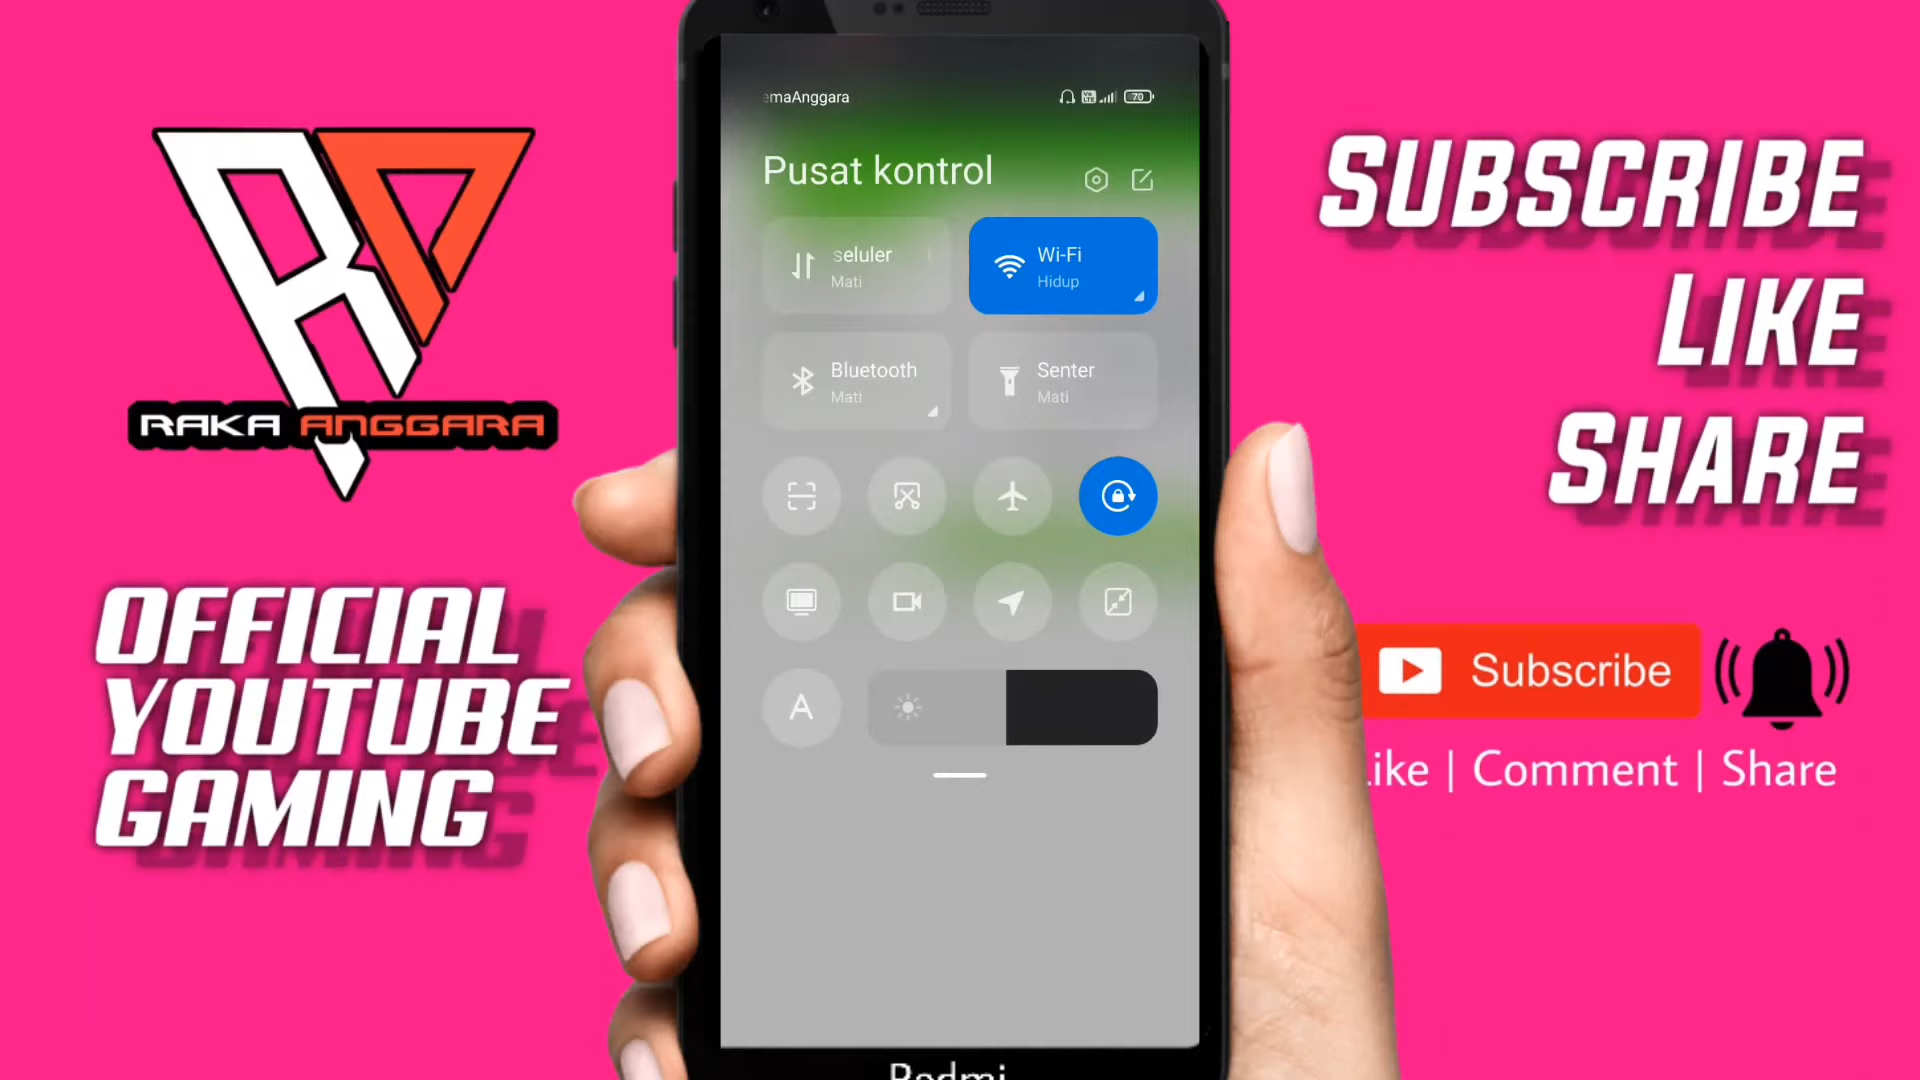 emaAnggara
70
Pusat kontrol
seluler
Mati
Wi-Fi
Hidup
Bluetooth
Mati
Senter
Mati
A
Redmi
RAKA ANGGARA
OFFICIAL
YOUTUBE
GAMING
SUBSCRIBE
LIKE
SHARE
Subscribe
ike | Comment | Share